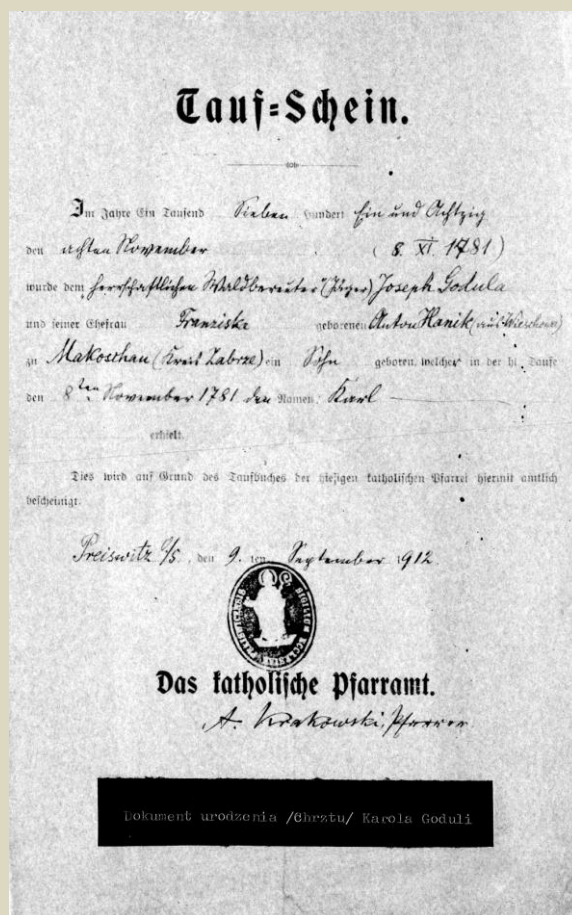 Tauf=Schein.
Im Jahre Ein Tausend Sieben hundert Ein und Achtzig
den achten November (8. XI. 1781)
wurde dem herrschaftlichen Waldbereuter (Jäger) Joseph Godula
und seiner Ehefrau Franziska geborenen Anton Hanik (aus Wieschowa)
zu Makoschau (Kreis Zabrze) ein Sohn geboren, welcher in der hl. Taufe
den 8ten November 1781 den Namen Karl
erhielt.
Dies wird auf Grund des Taufbuches der hiesigen katholischen Pfarrei hiermit amtlich
bescheinigt.
Preiswitz O/S, den 9.ten September 1912
SIGILLUM
Das katholische Pfarramt.
A. Krakowski, Pfarrer.
Dokument urodzenia /Chrztu/ Karola Goduli